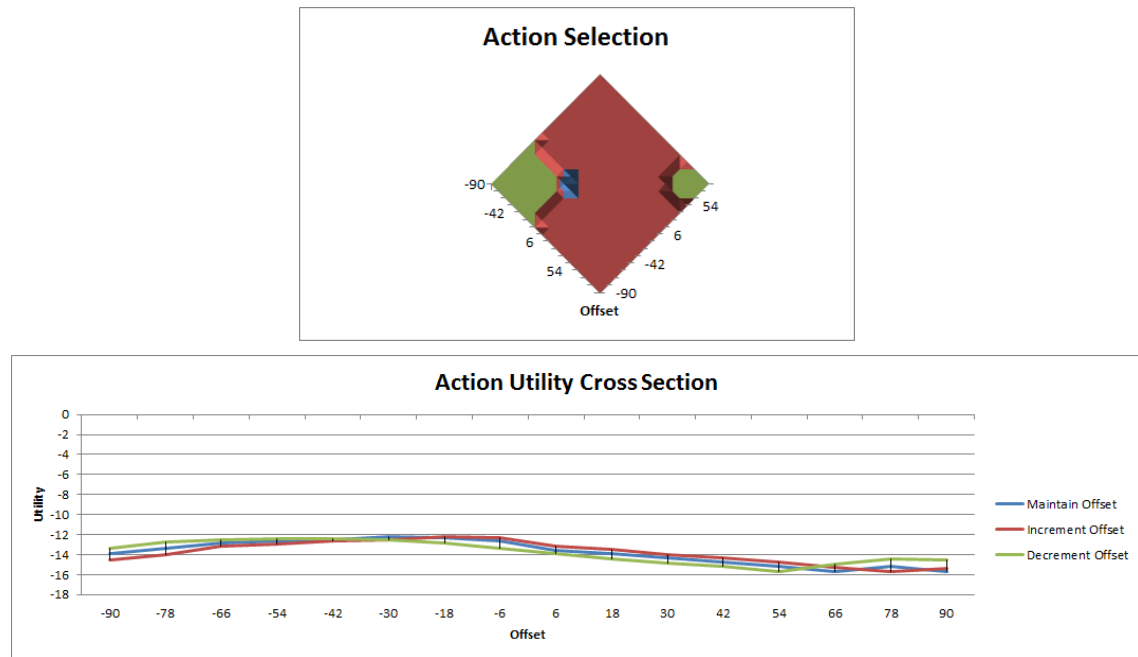 Action Selection
-90
-42
6
54
-90
-42
6
54
Offset
Action Utility Cross Section
0
-2
-4
-6
-8
-10
-12
-14
-16
-18
Utility
-90 -78 -66 -54 -42 -30 -18 -6 6 18 30 42 54 66 78 90
Offset
Maintain Offset
Increment Offset
Decrement Offset